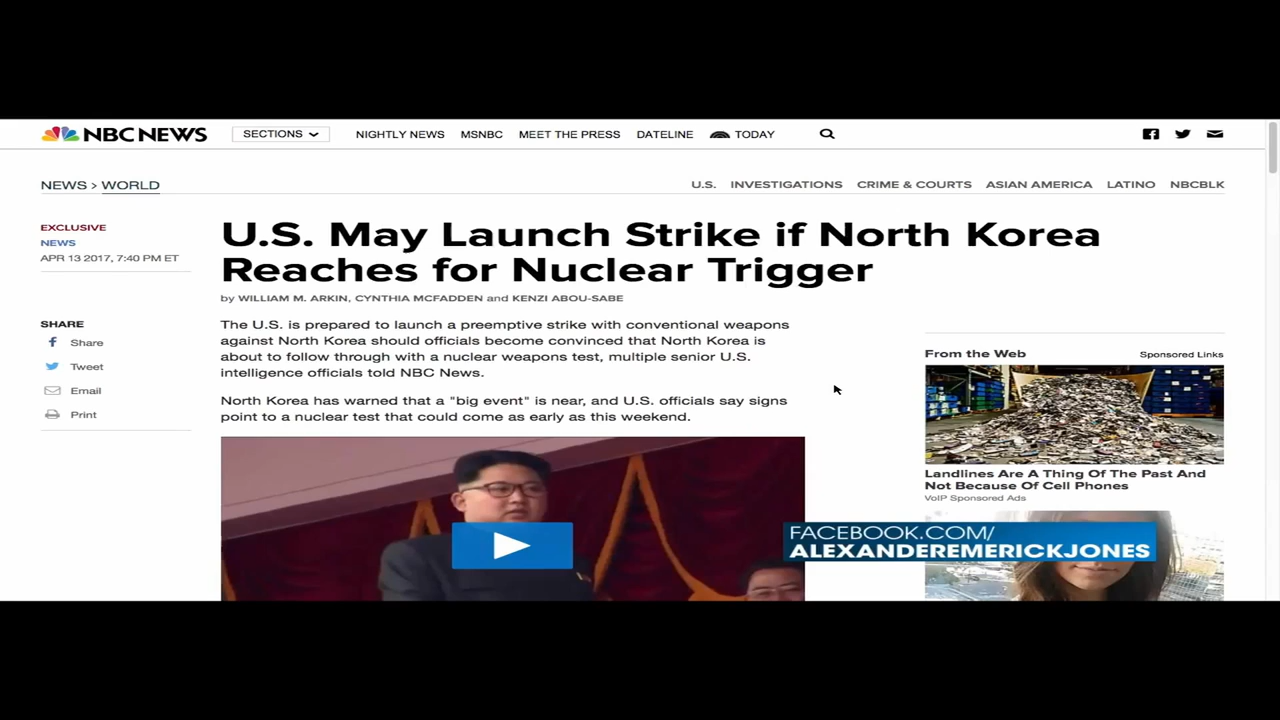 NBC NEWS
SECTIONS
NIGHTLY NEWS MSNBC MEET THE PRESS DATELINE TODAY
NEWS > WORLD
U.S. INVESTIGATIONS CRIME & COURTS ASIAN AMERICA LATINO NBCBLK
EXCLUSIVE
NEWS
APR 13 2017, 7:40 PM ET
SHARE
Share
Tweet
Email
Print
U.S. May Launch Strike if North Korea
Reaches for Nuclear Trigger
by WILLIAM M. ARKIN, CYNTHIA MCFADDEN and KENZI ABOU-SABE
The U.S. is prepared to launch a preemptive strike with conventional weapons
against North Korea should officials become convinced that North Korea is
about to follow through with a nuclear weapons test, multiple senior U.S.
intelligence officials told NBC News.
North Korea has warned that a "big event" is near, and U.S. officials say signs
point to a nuclear test that could come as early as this weekend.
From the Web
Sponsored Links
Landlines Are A Thing Of The Past And
Not Because Of Cell Phones
VoIP Sponsored Ads
FACEBOOK.COM/
ALEXANDEREMERICKJONES